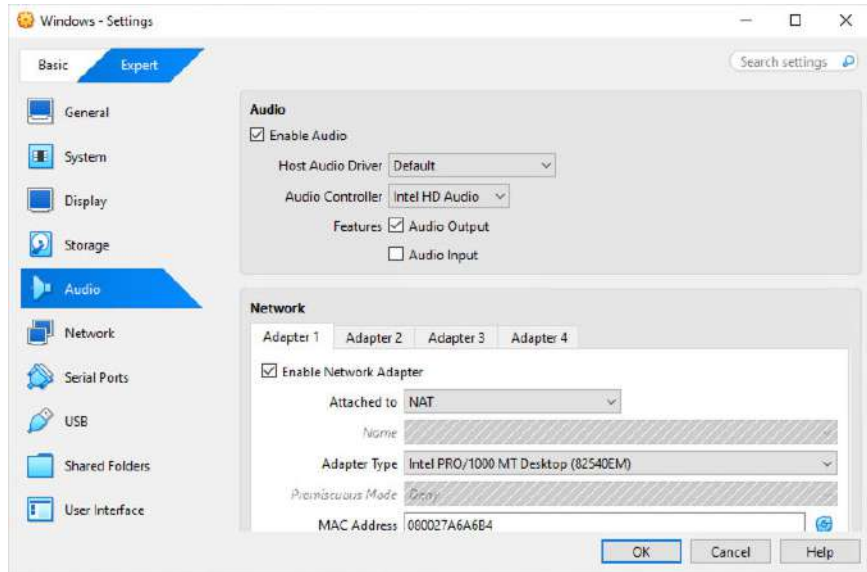 Windows - Settings
Basic
Expert
Search settings
General
System
Display
Storage
Audio
Network
Serial Ports
USB
Shared Folders
User Interface
Audio
Enable Audio
Host Audio Driver Default
Audio Controller Intel HD Audio
Features Audio Output
Audio Input
Network
Adapter 1 Adapter 2 Adapter 3 Adapter 4
Enable Network Adapter
Attached to NAT
Name
Adapter Type Intel PRO/1000 MT Desktop (82540EM)
Promiscuous Mode Deny
MAC Address 080027A6A6B4
OK Cancel Help